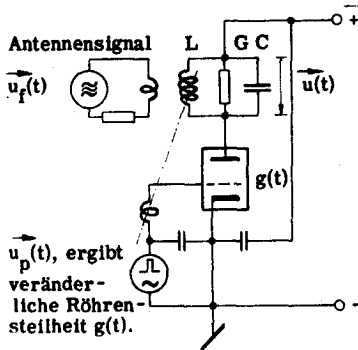 Antennensignal L G C
u_f(t)
u(t)
g(t)
u_p(t), ergibt
veränder-
liche Röhren-
steilheit g(t).
+
-